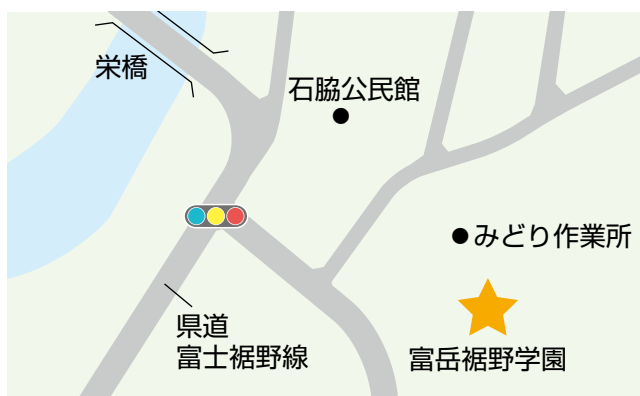 栄橋
石脇公民館
みどり作業所
県道
富士裾野線
富岳裾野学園